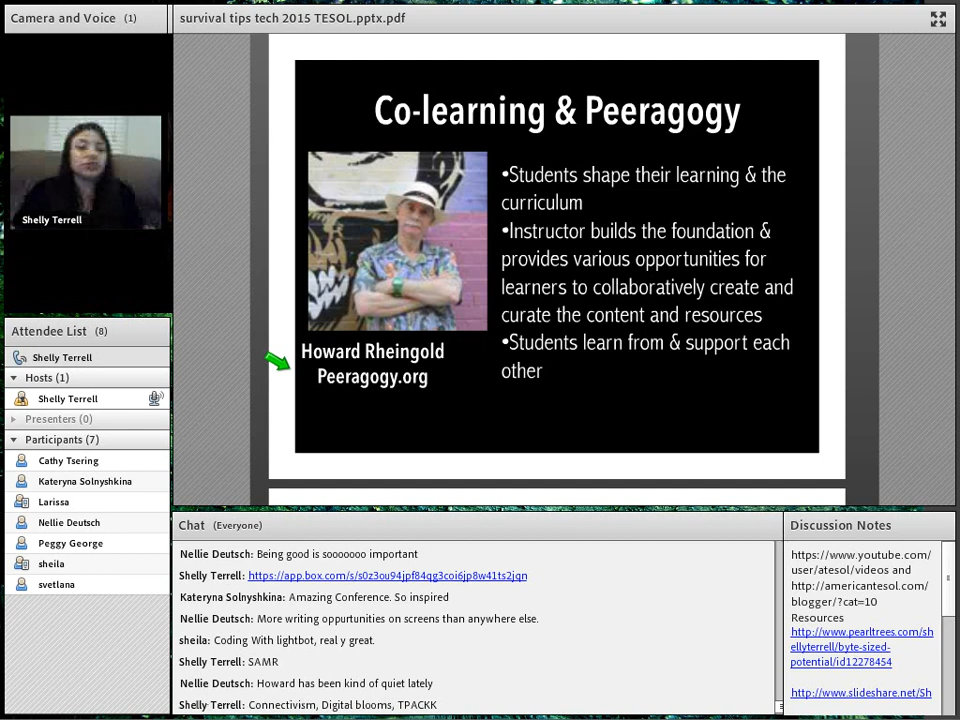 Camera and Voice (1)
survival tips tech 2015 TESOL.pptx.pdf
Shelly Terrell
Co-learning & Peeragogy
•Students shape their learning & the
curriculum
•Instructor builds the foundation &
provides various opportunities for
learners to collaboratively create and
curate the content and resources
•Students learn from & support each
other
Howard Rheingold
Peeragogy.org
Attendee List (8)
Shelly Terrell
Hosts (1)
Shelly Terrell
Presenters (0)
Participants (7)
Cathy Tsering
Kateryna Solnyshkina
Larissa
Nellie Deutsch
Peggy George
sheila
svetlana
Chat (Everyone)
Nellie Deutsch: Being good is sooooooo important
Shelly Terrell: https://app.box.com/s/s0z3ou94jpf84qg3coi6jp8w41ts2jqn
Kateryna Solnyshkina: Amazing Conference. So inspired
Nellie Deutsch: More writing oppurtunities on screens than anywhere else.
sheila: Coding With lightbot, real y great.
Shelly Terrell: SAMR
Nellie Deutsch: Howard has been kind of quiet lately
Shelly Terrell: Connectivism, Digital blooms, TPACKK
Discussion Notes
https://www.youtube.com/
user/atesol/videos and
http://americantesol.com/
blogger/?cat=10
Resources
http://www.pearltrees.com/sh
ellyterrell/byte-sized-
potential/id12278454
http://www.slideshare.net/Sh